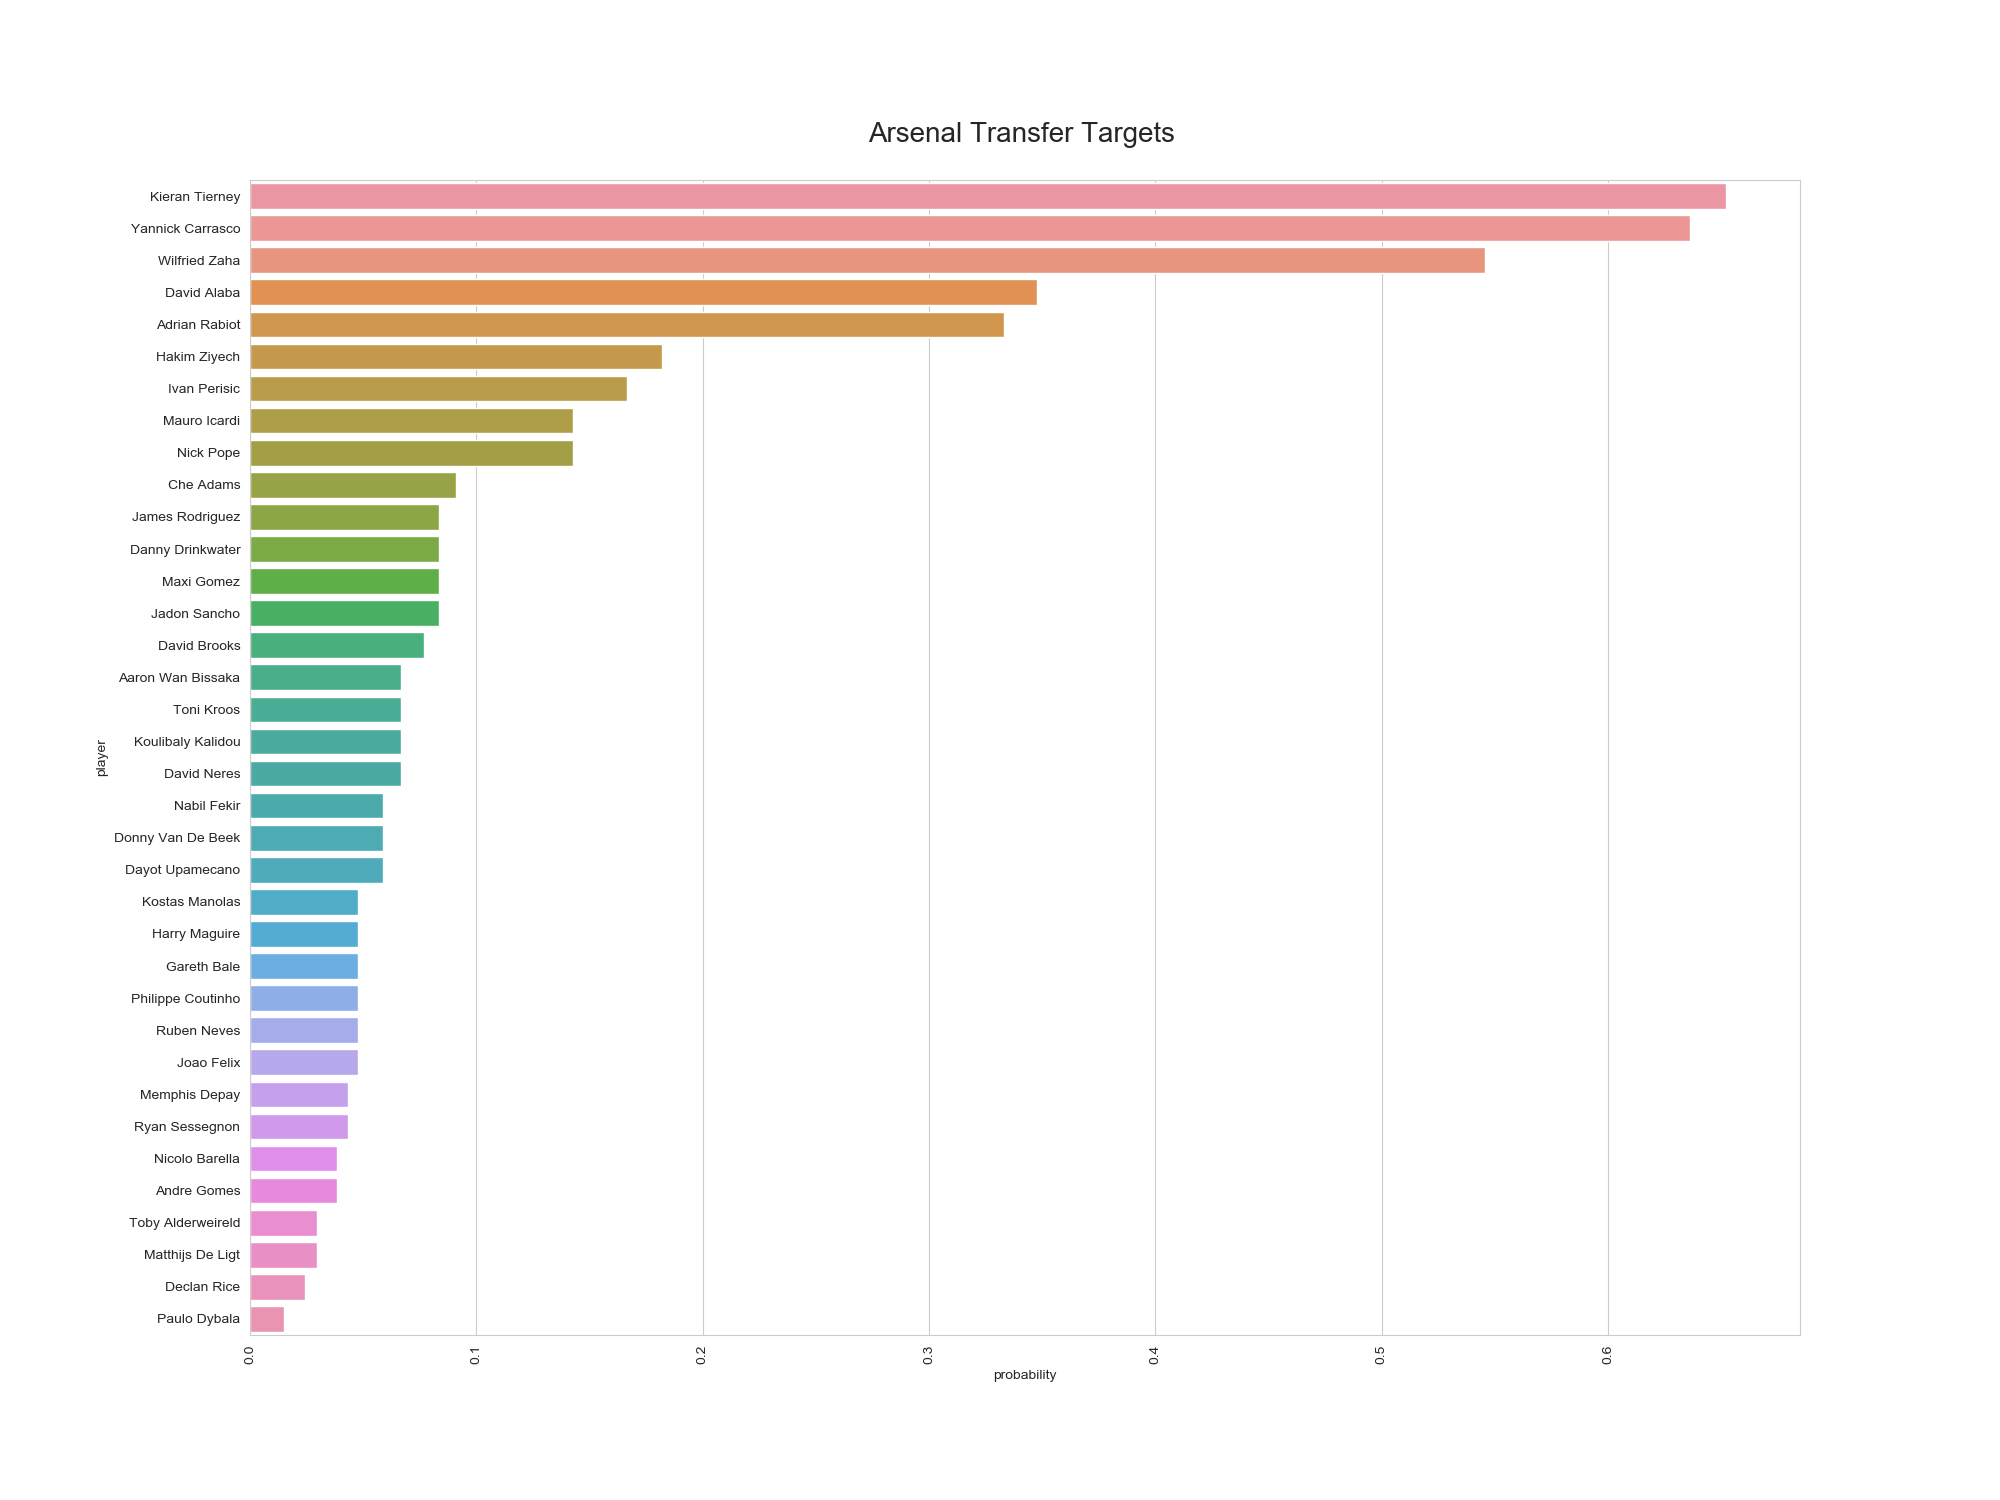 Arsenal Transfer Targets
Kieran Tierney
Yannick Carrasco
Wilfried Zaha
David Alaba
Adrian Rabiot
Hakim Ziyech
Ivan Perisic
Mauro Icardi
Nick Pope
Che Adams
James Rodriguez
Danny Drinkwater
Maxi Gomez
Jadon Sancho
David Brooks
Aaron Wan Bissaka
Toni Kroos
Koulibaly Kalidou
David Neres
Nabil Fekir
Donny Van De Beek
Dayot Upamecano
Kostas Manolas
Harry Maguire
Gareth Bale
Philippe Coutinho
Ruben Neves
Joao Felix
Memphis Depay
Ryan Sessegnon
Nicolo Barella
Andre Gomes
Toby Alderweireld
Matthijs De Ligt
Declan Rice
Paulo Dybala
player
0.0 0.1 0.2 0.3 0.4 0.5 0.6
probability